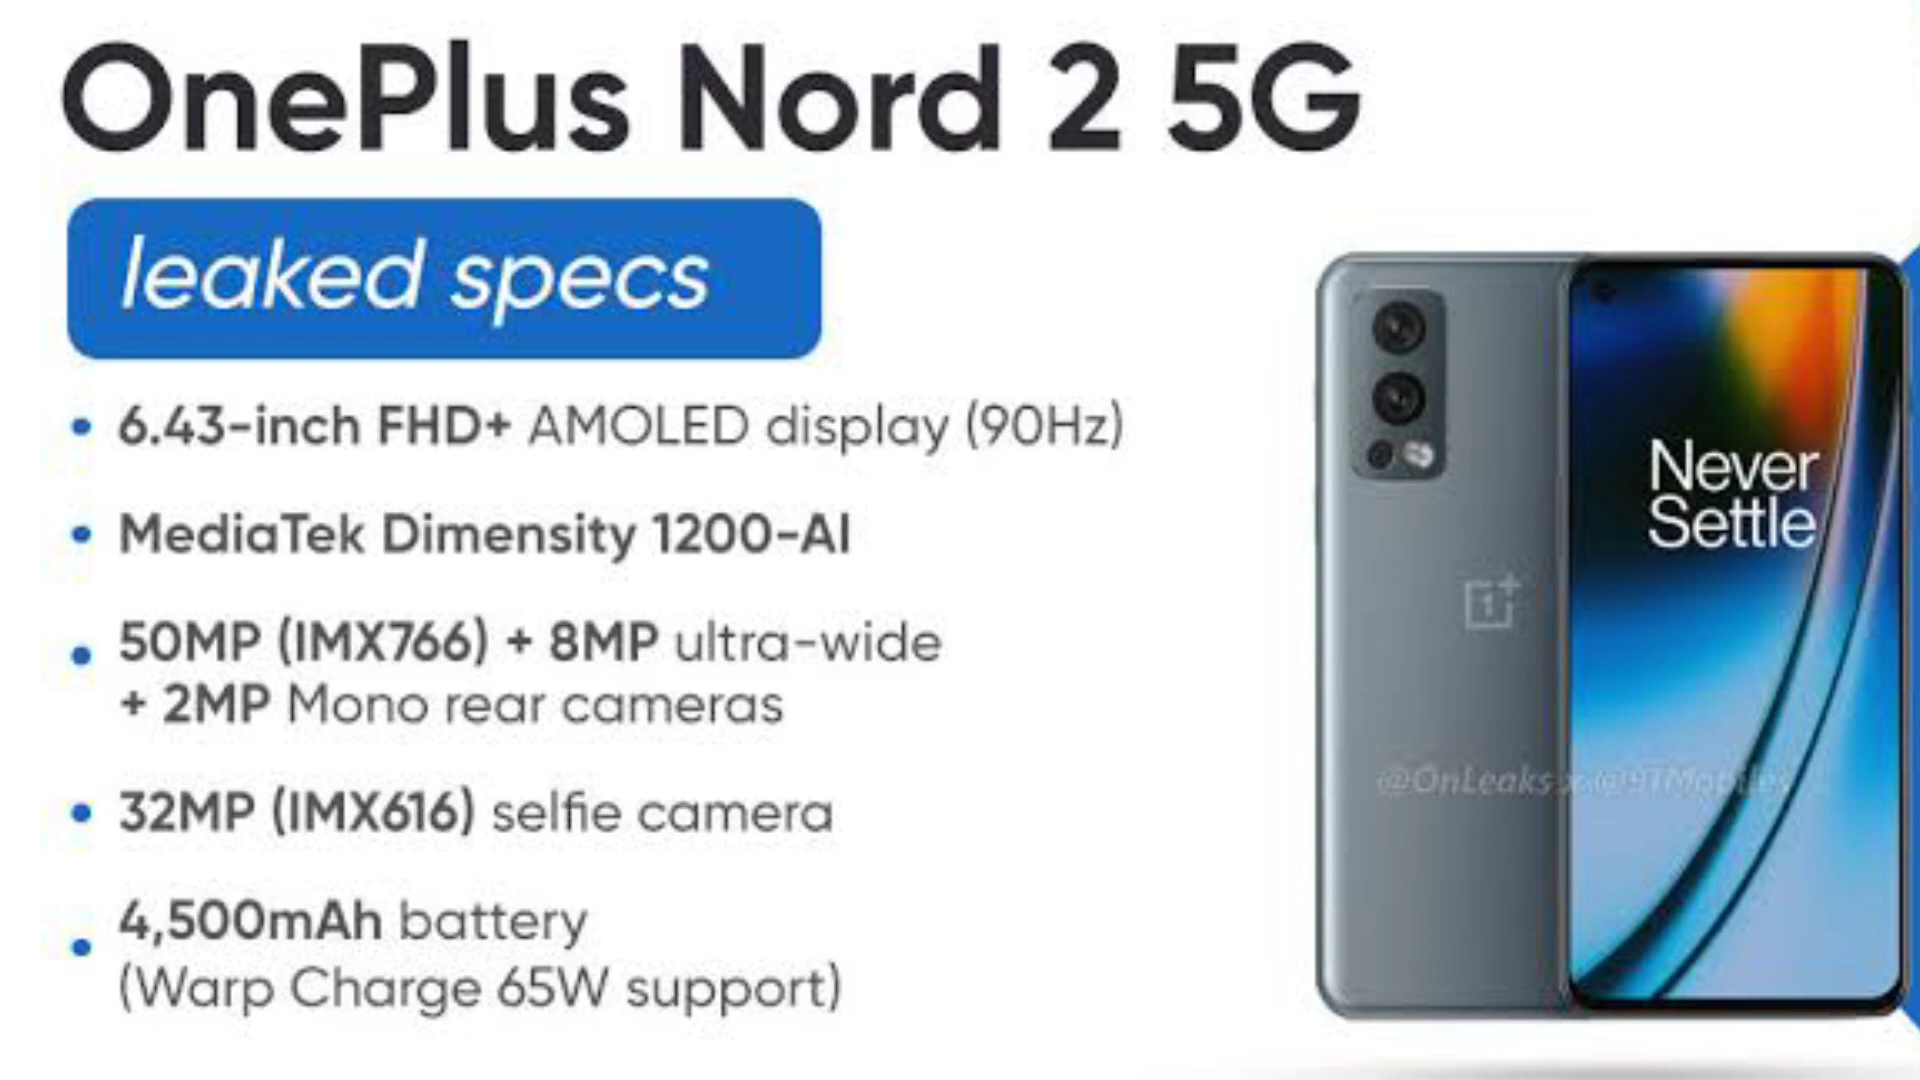 OnePlus Nord 2 5G
leaked specs
6.43-inch FHD+ AMOLED display (90Hz)
MediaTek Dimensity 1200-AI
50MP (IMX766) + 8MP ultra-wide
+ 2MP Mono rear cameras
32MP (IMX616) selfie camera
4,500mAh battery
(Warp Charge 65W support)
Never
Settle
@OnLeaks x @91Mobiles